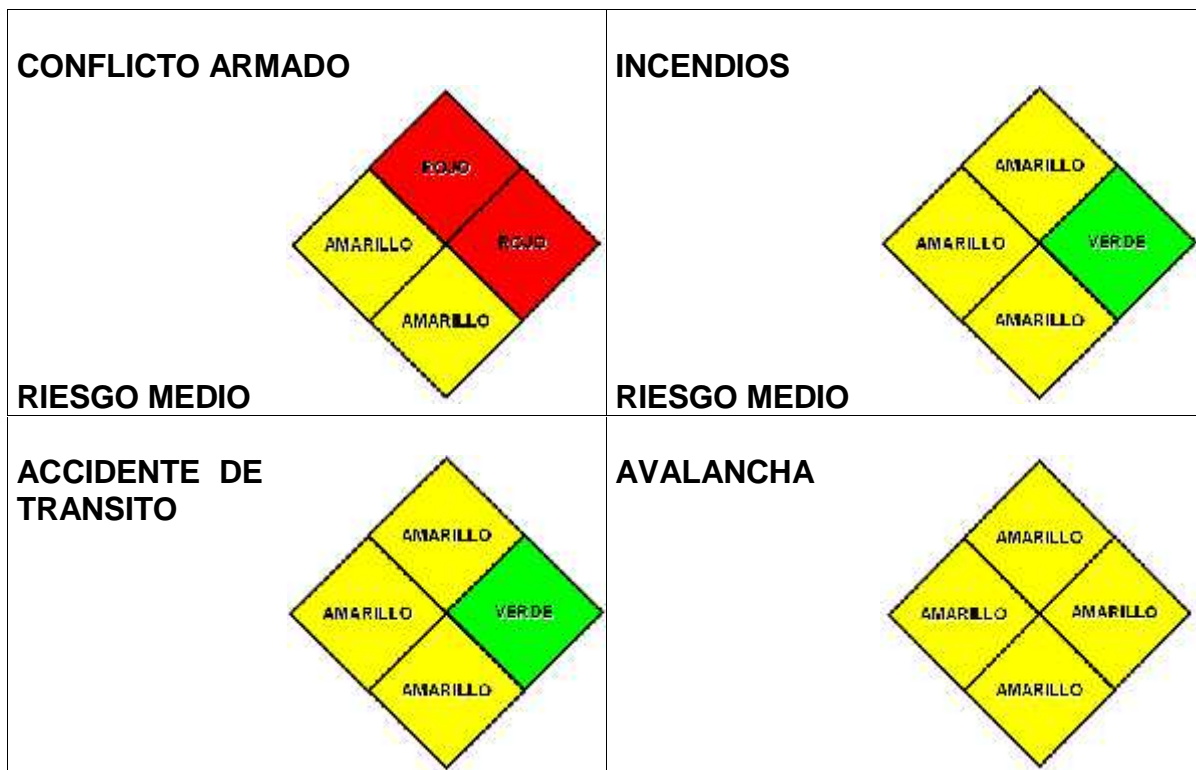 CONFLICTO ARMADO
ROJO
AMARILLO
ROJO
AMARILLO
RIESGO MEDIO
INCENDIOS
AMARILLO
AMARILLO
VERDE
AMARILLO
RIESGO MEDIO
ACCIDENTE DE
TRANSITO
AMARILLO
AMARILLO
VERDE
AMARILLO
AVALANCHA
AMARILLO
AMARILLO
AMARILLO
AMARILLO